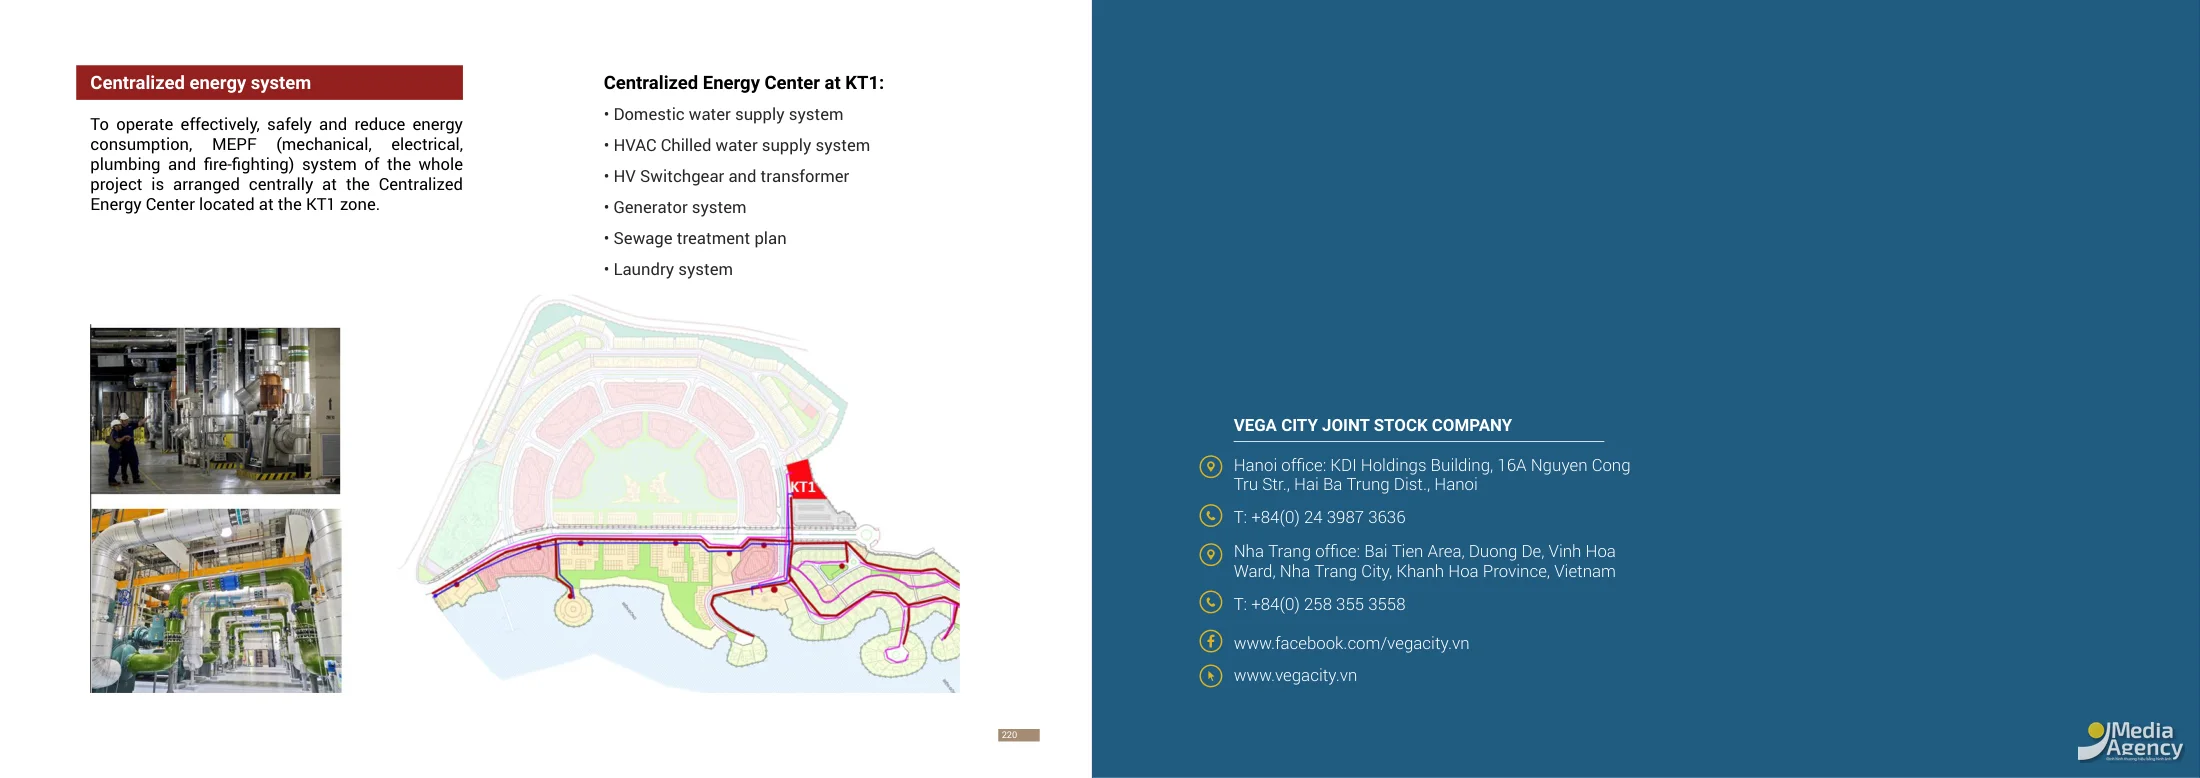 Centralized energy system
To operate effectively, safely and reduce energy
consumption, MEPF (mechanical, electrical,
plumbing and fire-fighting) system of the whole
project is arranged centrally at the Centralized
Energy Center located at the KT1 zone.
Centralized Energy Center at KT1:
• Domestic water supply system
• HVAC Chilled water supply system
• HV Switchgear and transformer
• Generator system
• Sewage treatment plan
• Laundry system
KT1
220
VEGA CITY JOINT STOCK COMPANY
Hanoi office: KDI Holdings Building, 16A Nguyen Cong
Tru Str., Hai Ba Trung Dist., Hanoi
T: +84(0) 24 3987 3636
Nha Trang office: Bai Tien Area, Duong De, Vinh Hoa
Ward, Nha Trang City, Khanh Hoa Province, Vietnam
T: +84(0) 258 355 3558
www.facebook.com/vegacity.vn
www.vegacity.vn
Media
Agency